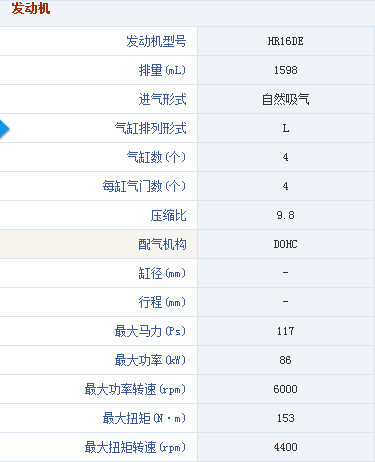 发动机
发动机型号 HR16DE
排量(mL) 1598
进气形式 自然吸气
气缸排列形式 L
气缸数(个) 4
每缸气门数(个) 4
压缩比 9.8
配气机构 DOHC
缸径(mm) -
行程(mm) -
最大马力(Ps) 117
最大功率(kW) 86
最大功率转速(rpm) 6000
最大扭矩(N·m) 153
最大扭矩转速(rpm) 4400